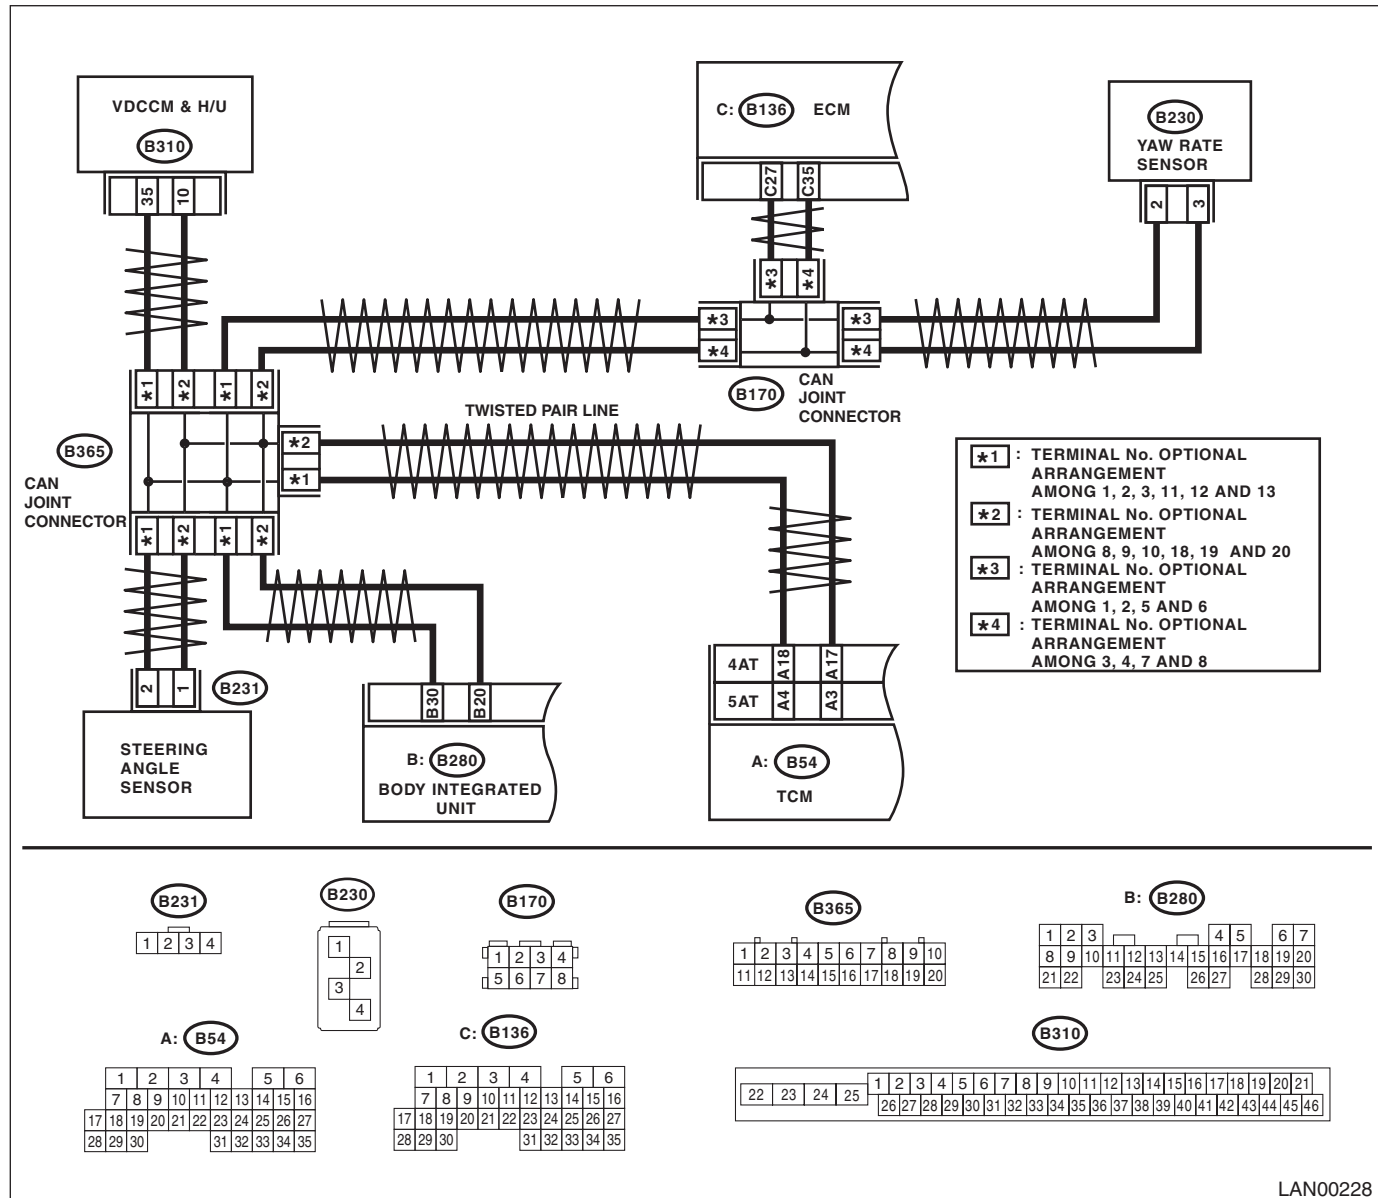 VDCCM & H/U
B310
35 10
C: B136 ECM
C27 C35
B230
YAW RATE
SENSOR
2 3
*3 *4
*3 *3
*4 *4
B170
CAN
JOINT
CONNECTOR
*1 *2 *1 *2
TWISTED PAIR LINE
B365
CAN
JOINT
CONNECTOR
*2
*1
*1 *2 *1 *2
*1 : TERMINAL No. OPTIONAL
ARRANGEMENT
AMONG 1, 2, 3, 11, 12 AND 13
*2 : TERMINAL No. OPTIONAL
ARRANGEMENT
AMONG 8, 9, 10, 18, 19 AND 20
*3 : TERMINAL No. OPTIONAL
ARRANGEMENT
AMONG 1, 2, 5 AND 6
*4 : TERMINAL No. OPTIONAL
ARRANGEMENT
AMONG 3, 4, 7 AND 8
2 1
B231
STEERING
ANGLE
SENSOR
B30 B20
B: B280
BODY INTEGRATED
UNIT
4AT A18 A17
5AT A4 A3
A: B54
TCM
B231
1 2 3 4
B230
1
2
3
4
B170
1 2 3 4
5 6 7 8
B365
1 2 3 4 5 6 7 8 9 10
11 12 13 14 15 16 17 18 19 20
B: B280
1 2 3 4 5 6 7
8 9 10 11 12 13 14 15 16 17 18 19 20
21 22 23 24 25 26 27 28 29 30
A: B54
1 2 3 4 5 6
7 8 9 10 11 12 13 14 15 16
17 18 19 20 21 22 23 24 25 26 27
28 29 30 31 32 33 34 35
C: B136
1 2 3 4 5 6
7 8 9 10 11 12 13 14 15 16
17 18 19 20 21 22 23 24 25 26 27
28 29 30 31 32 33 34 35
B310
22 23 24 25
1 2 3 4 5 6 7 8 9 10 11 12 13 14 15 16 17 18 19 20 21
26 27 28 29 30 31 32 33 34 35 36 37 38 39 40 41 42 43 44 45 46
LAN00228